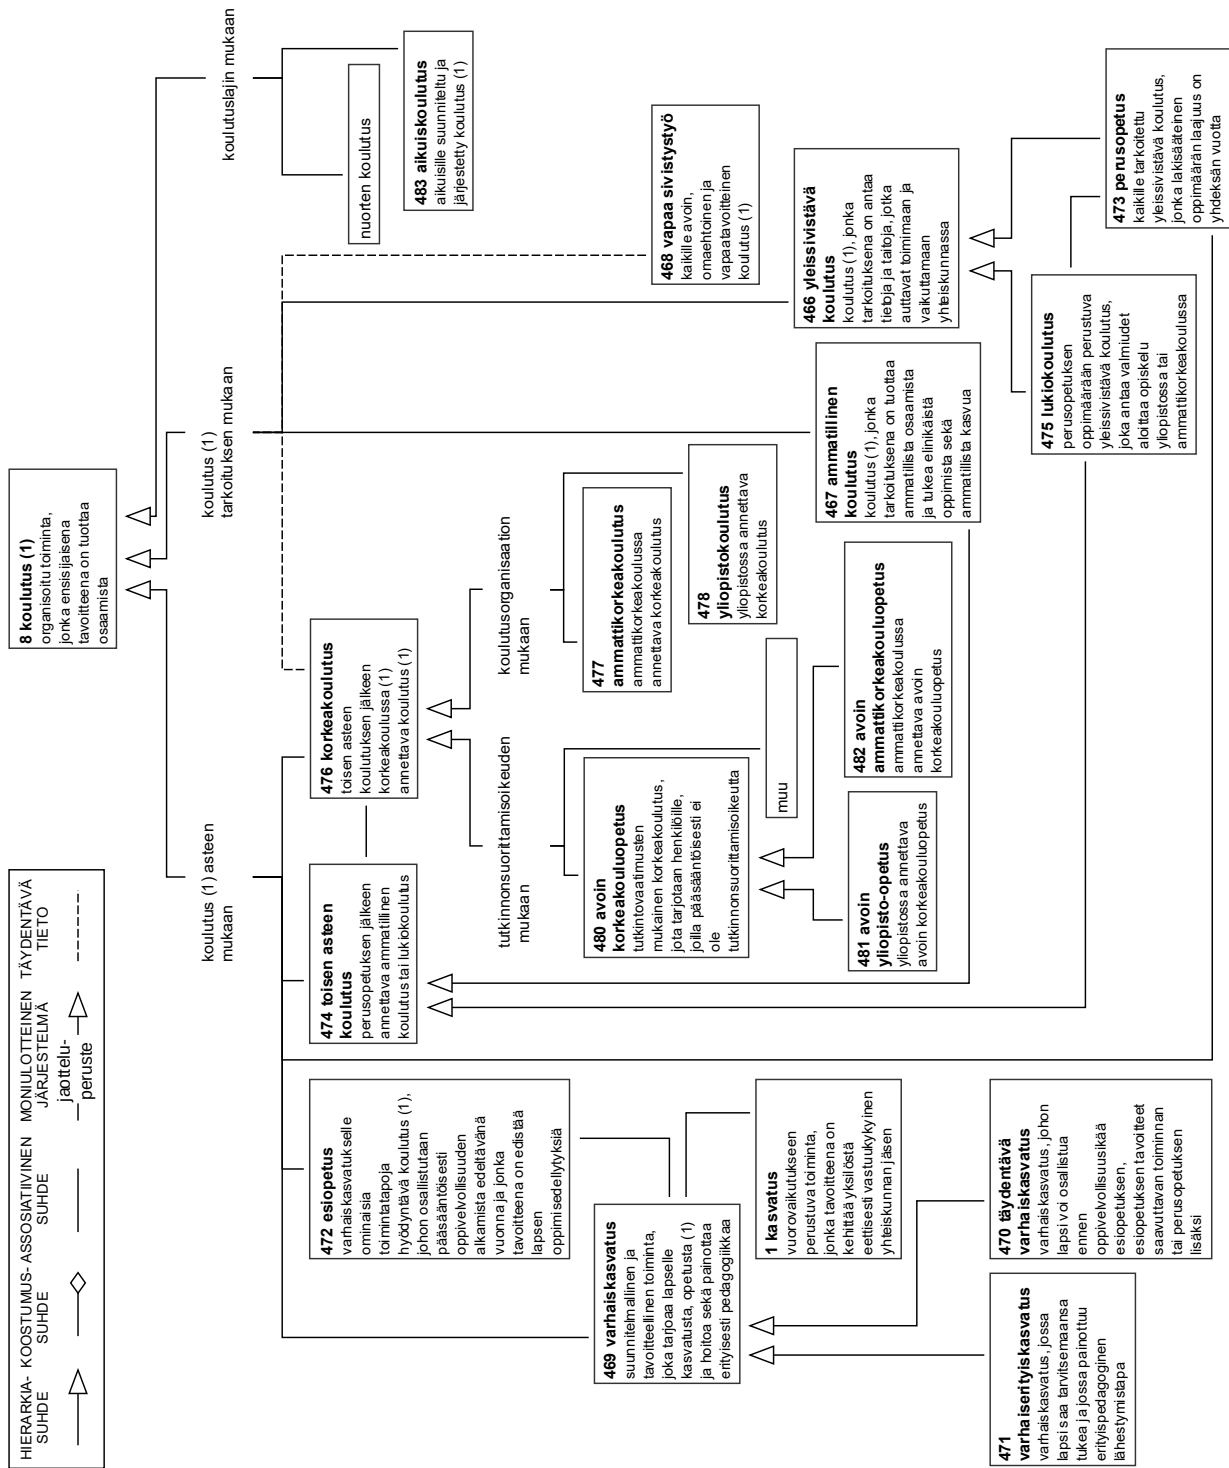 HIERARKIA-
SUHDE
KOOSTUMUS-
SUHDE
ASSOSIATIIVINEN
SUHDE
MONIULOTTEINEN
JÄRJESTELMÄ
jaottelu-
peruste
TÄYDENTÄVÄ
TIETO
8 koulutus (1)
organisoitu toiminta,
jonka ensisijaisena
tavoitteena on tuottaa
osaamista
koulutus (1) asteen
mukaan
koulutus (1)
tarkoituksen mukaan
koulutuslajin mukaan
472 esiopetus
varhaiskasvatukselle
ominaisia
toimintatapoja
hyödyntävä koulutus (1),
johon osallistutaan
pääsääntöisesti
oppivelvollisuuden
alkamista edeltävänä
vuonna ja jonka
tavoitteena on edistää
lapsen
oppimisedellytyksiä
474 toisen asteen
koulutus
perusopetuksen jälkeen
annettava ammatillinen
koulutus tai lukiokoulutus
476 korkeakoulutus
toisen asteen
koulutuksen jälkeen
korkeakoulussa (1)
annettava koulutus (1)
nuorten koulutus
483 aikuiskoulutus
aikuisille suunniteltu ja
järjestetty koulutus (1)
tutkinnonsuorittamisoikeuden
mukaan
koulutusorganisaation
mukaan
469 varhaiskasvatus
suunnitelmallinen ja
tavoitteellinen toiminta,
joka tarjoaa lapselle
kasvatusta, opetusta (1)
ja hoitoa sekä painottaa
erityisesti pedagogiikkaa
480 avoin
korkeakouluopetus
tutkintovaatimusten
mukainen korkeakoulutus,
jota tarjotaan henkilöille,
joilla pääsääntöisesti ei
ole
tutkinnonsuorittamisoikeutta
477
ammattikorkeakoulutus
ammattikorkeakoulussa
annettava korkeakoulutus
478
yliopistokoulutus
yliopistossa annettava
korkeakoulutus
468 vapaa sivistystyö
kaikille avoin,
omaehtoinen ja
vapaatavoitteinen
koulutus (1)
1 kasvatus
vuorovaikutukseen
perustuva toiminta,
jonka tavoitteena on
kehittää yksilöstä
eettisesti vastuukykyinen
yhteiskunnan jäsen
muu
467 ammatillinen
koulutus
koulutus (1), jonka
tarkoituksena on tuottaa
ammatillista osaamista
ja tukea elinikäistä
oppimista sekä
ammatillista kasvua
466 yleissivistävä
koulutus
koulutus (1), jonka
tarkoituksena on antaa
tietoja ja taitoja, jotka
auttavat toimimaan ja
vaikuttamaan
yhteiskunnassa
481 avoin
yliopisto-opetus
yliopistossa annettava
avoin korkeakouluopetus
482 avoin
ammattikorkeakouluopetus
ammattikorkeakoulussa
annettava avoin
korkeakouluopetus
471
varhaiserityiskasvatus
varhaiskasvatus, jossa
lapsi saa tarvitsemaansa
tukea ja jossa painottuu
erityispedagoginen
lähestymistapa
470 täydentävä
varhaiskasvatus
varhaiskasvatus, johon
lapsi voi osallistua
ennen
oppivelvollisuusikää
esiopetuksen,
esiopetuksen tavoitteet
saavuttavan toiminnan
tai perusopetuksen
lisäksi
475 lukiokoulutus
perusopetuksen
oppimäärään perustuva
yleissivistävä koulutus,
joka antaa valmiudet
aloittaa opiskelu
yliopistossa tai
ammattikorkeakoulussa
473 perusopetus
kaikille tarkoitettu
yleissivistävä koulutus,
jonka lakisääteinen
oppimäärän laajuus on
yhdeksän vuotta